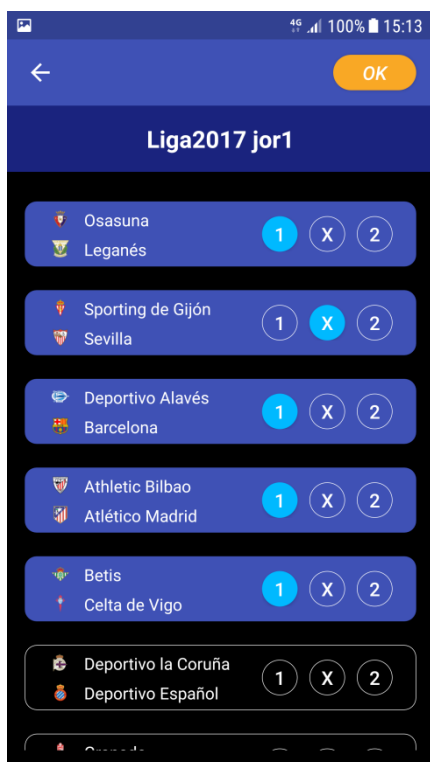 4G 100% 15:13
OK
Liga2017 jor1
Osasuna
1 X 2
Leganés
Sporting de Gijón
1 X 2
Sevilla
Deportivo Alavés
1 X 2
Barcelona
Athletic Bilbao
1 X 2
Atlético Madrid
Betis
1 X 2
Celta de Vigo
Deportivo la Coruña
1 X 2
Deportivo Español